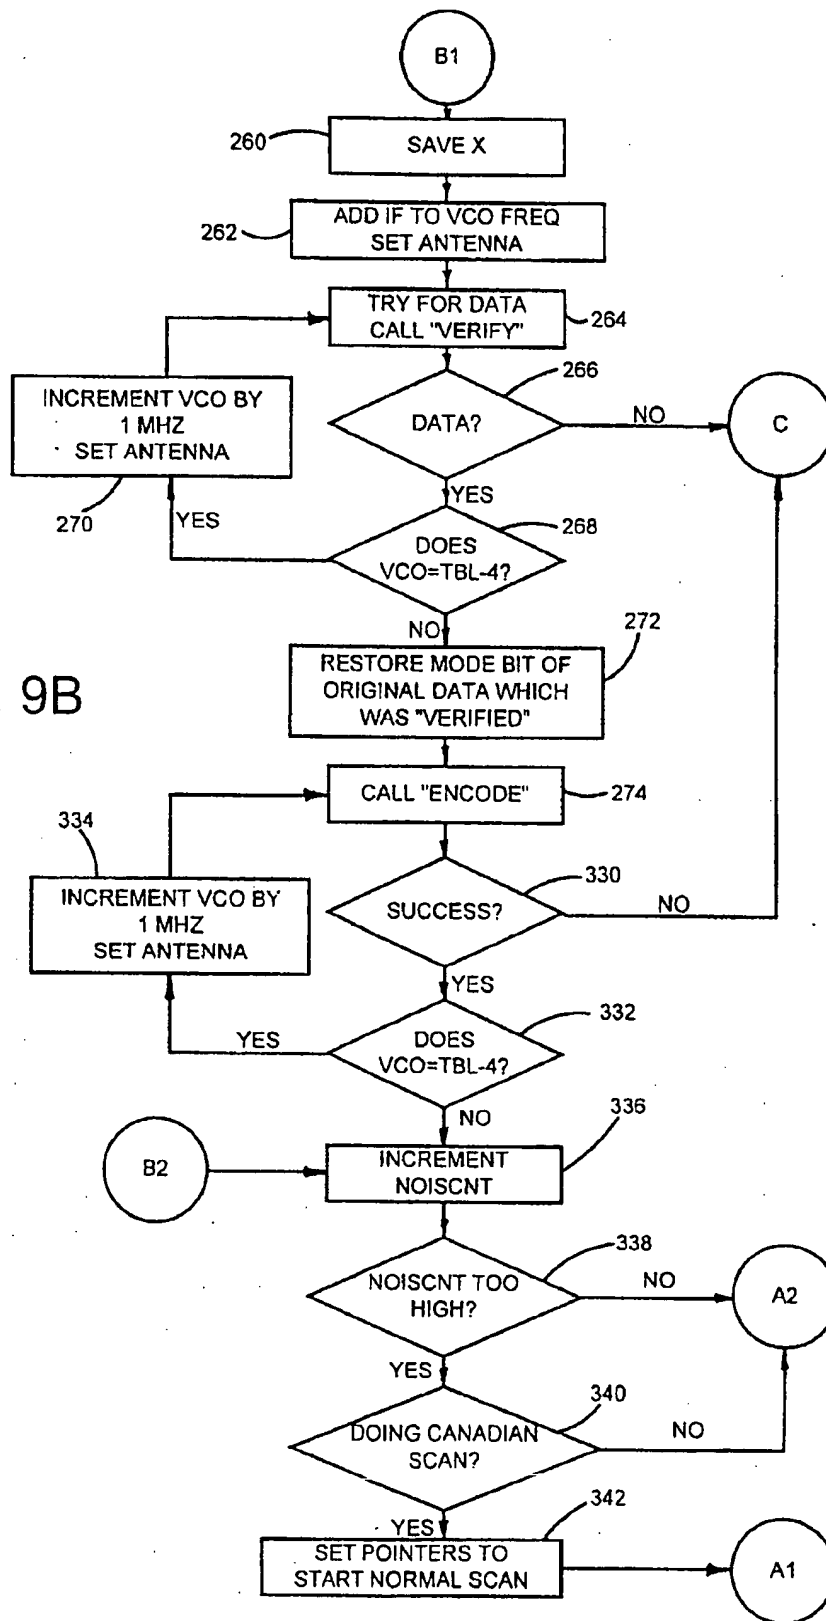 B1
260
SAVE X
262
ADD IF TO VCO FREQ
SET ANTENNA
TRY FOR DATA
CALL "VERIFY"
264
INCREMENT VCO BY
1 MHZ
SET ANTENNA
270
266
DATA?
NO
C
YES
YES
268
DOES
VCO=TBL-4?
NO
272
RESTORE MODE BIT OF
ORIGINAL DATA WHICH
WAS "VERIFIED"
9B
CALL "ENCODE"
274
334
INCREMENT VCO BY
1 MHZ
SET ANTENNA
330
SUCCESS?
NO
YES
YES
332
DOES
VCO=TBL-4?
NO
336
B2
INCREMENT
NOISCNT
338
NOISCNT TOO
HIGH?
NO
A2
YES
340
DOING CANADIAN
SCAN?
NO
YES
342
SET POINTERS TO
START NORMAL SCAN
A1